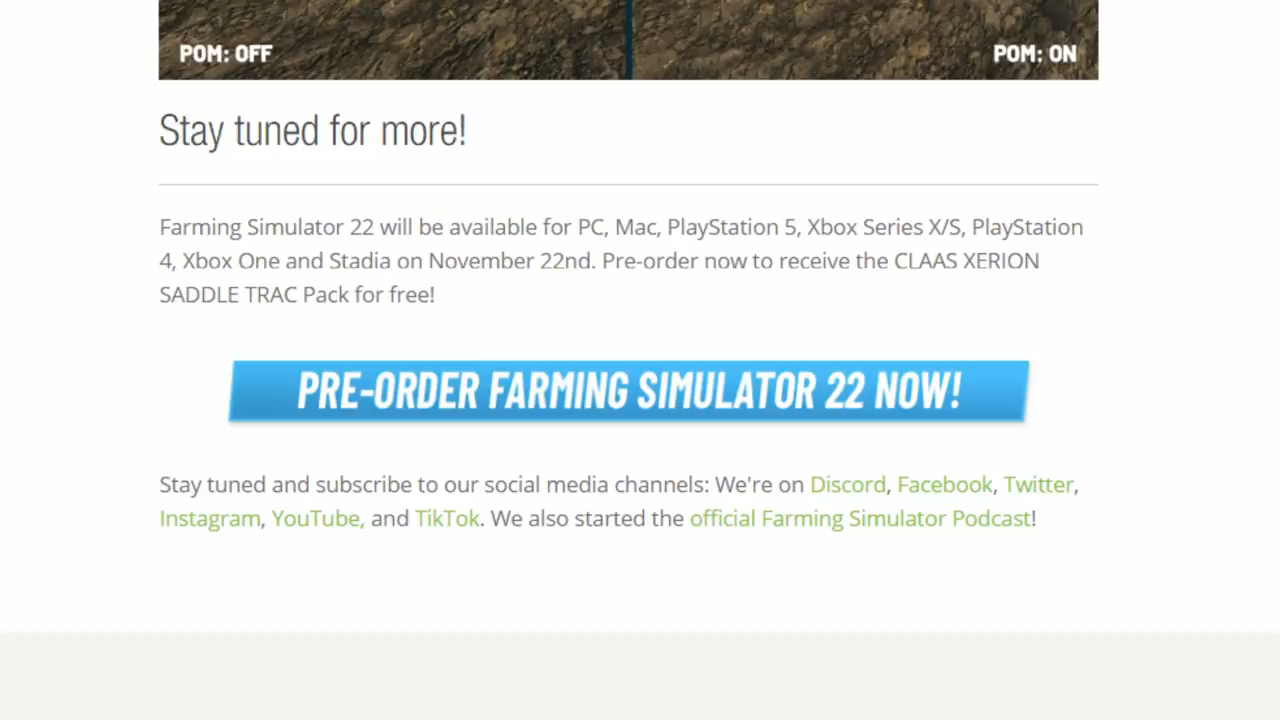 POM: OFF
POM: ON
Stay tuned for more!
Farming Simulator 22 will be available for PC, Mac, PlayStation 5, Xbox Series X/S, PlayStation
4, Xbox One and Stadia on November 22nd. Pre-order now to receive the CLAAS XERION
SADDLE TRAC Pack for free!
PRE-ORDER FARMING SIMULATOR 22 NOW!
Stay tuned and subscribe to our social media channels: We're on Discord, Facebook, Twitter,
Instagram, YouTube, and TikTok. We also started the official Farming Simulator Podcast!